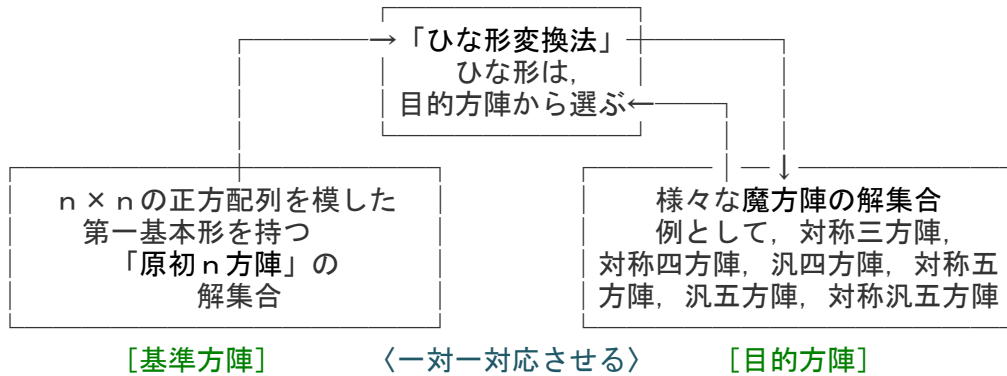 「ひな形変換法」
ひな形は，
目的方陣から選ぶ
ｎ×ｎの正方配列を模した
第一基本形を持つ
「原初ｎ方陣」の
解集合
様々な魔方陣の解集合
例として，対称三方陣，
対称四方陣，汎四方陣，対称五
方陣，汎五方陣，対称汎五方陣
［基準方陣］　〈一対一対応させる〉　［目的方陣］